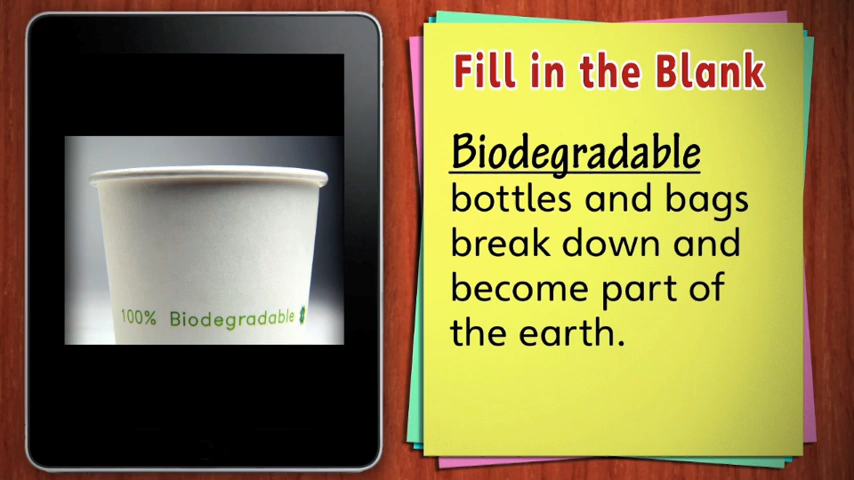 Fill in the Blank
Biodegradable
bottles and bags
break down and
become part of
the earth.
100% Biodegradable